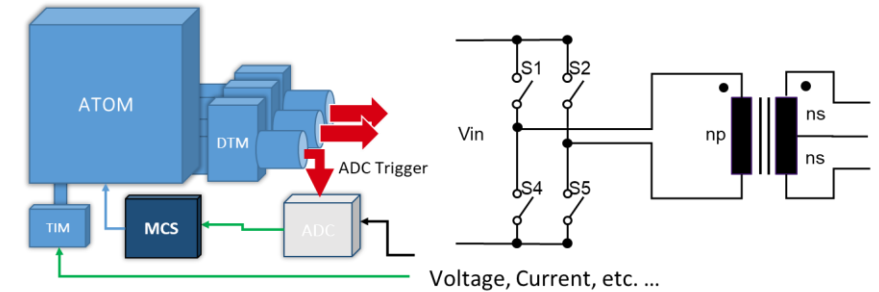 ATOM
DTM
ADC Trigger
TIM
MCS
ADC
Voltage, Current, etc. ...
S1
S2
Vin
S4
S5
np
ns
ns